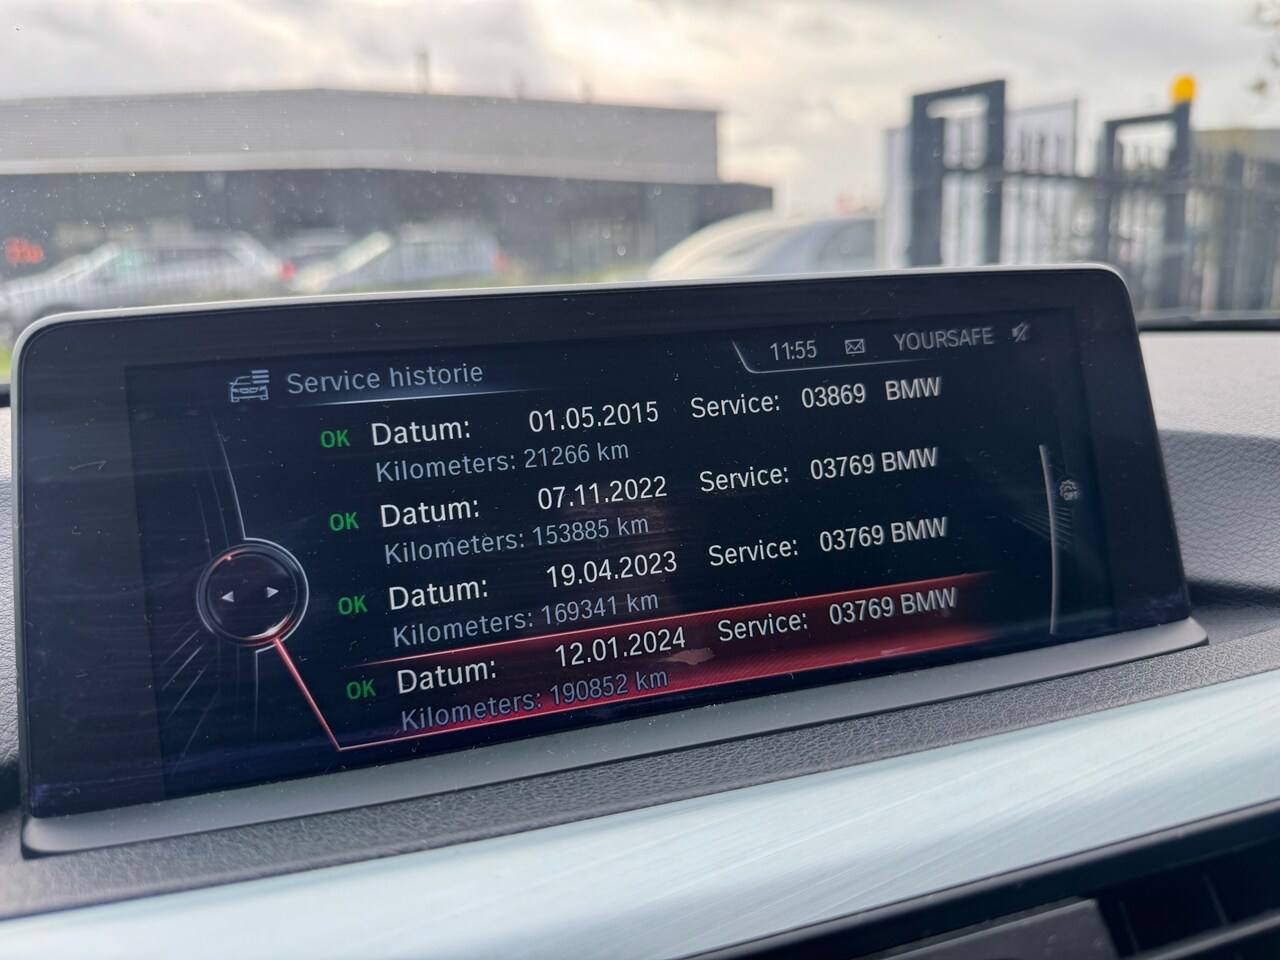 Service historie
11:55 YOURSAFE
OK Datum: 01.05.2015 Service: 03869 BMW
Kilometers: 21266 km
OK Datum: 07.11.2022 Service: 03769 BMW
Kilometers: 153885 km
OK Datum: 19.04.2023 Service: 03769 BMW
Kilometers: 169341 km
OK Datum: 12.01.2024 Service: 03769 BMW
Kilometers: 190852 km